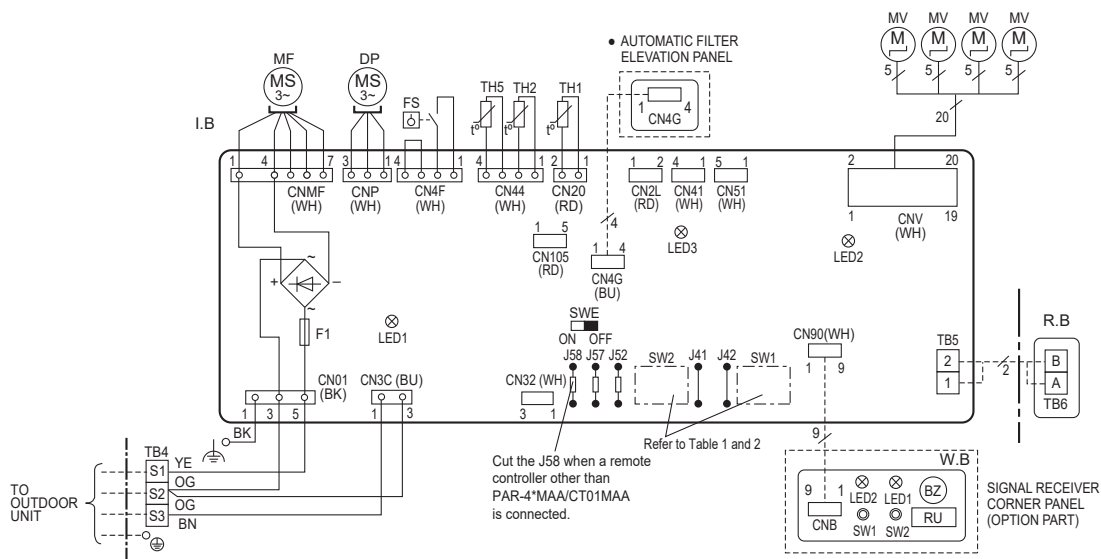 MV MV MV MV
M M M M
5 5 5 5
20
• AUTOMATIC FILTER
ELEVATION PANEL
1 4
CN4G
MF DP
MS MS
3~ 3~
FS TH5 TH2 TH1
t° t° t°
I.B
1 4 7 3 1 4 1 4 1 2 1 1 2 4 1 5 1 2 20
CNMF
(WH)
CNP
(WH)
CN4F
(WH)
CN44
(WH)
CN20
(RD)
CN2L
(RD)
CN41
(WH)
CN51
(WH)
1 19
CNV
(WH)
1 5
CN105
(RD)
4
1 4
CN4G
(BU)
LED3
LED2
~
+ −
~
F1
LED1
SWE
ON OFF
J58 J57 J52 SW2 J41 J42 SW1
CN90(WH)
1 9
TB5
2
1
2
R.B
B
A
TB6
CN01
(BK)
1 3 5
CN3C (BU)
1 3
CN32 (WH)
3 1
Refer to Table 1 and 2
Cut the J58 when a remote
controller other than
PAR-4*MAA/CT01MAA
is connected.
BK
TB4
TO
OUTDOOR
UNIT
S1
S2
S3
YE
OG
OG
BN
9
W.B
9 1
CNB
LED2 LED1
SW1 SW2
BZ
RU
SIGNAL RECEIVER
CORNER PANEL
(OPTION PART)